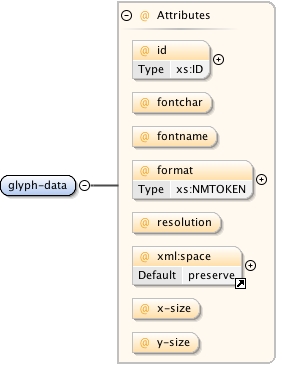 Attributes
@ id
Type xs:ID
@ fontchar
@ fontname
@ format
Type xs:NMTOKEN
glyph-data
@ resolution
@ xml:space
Default preserve
@ x-size
@ y-size